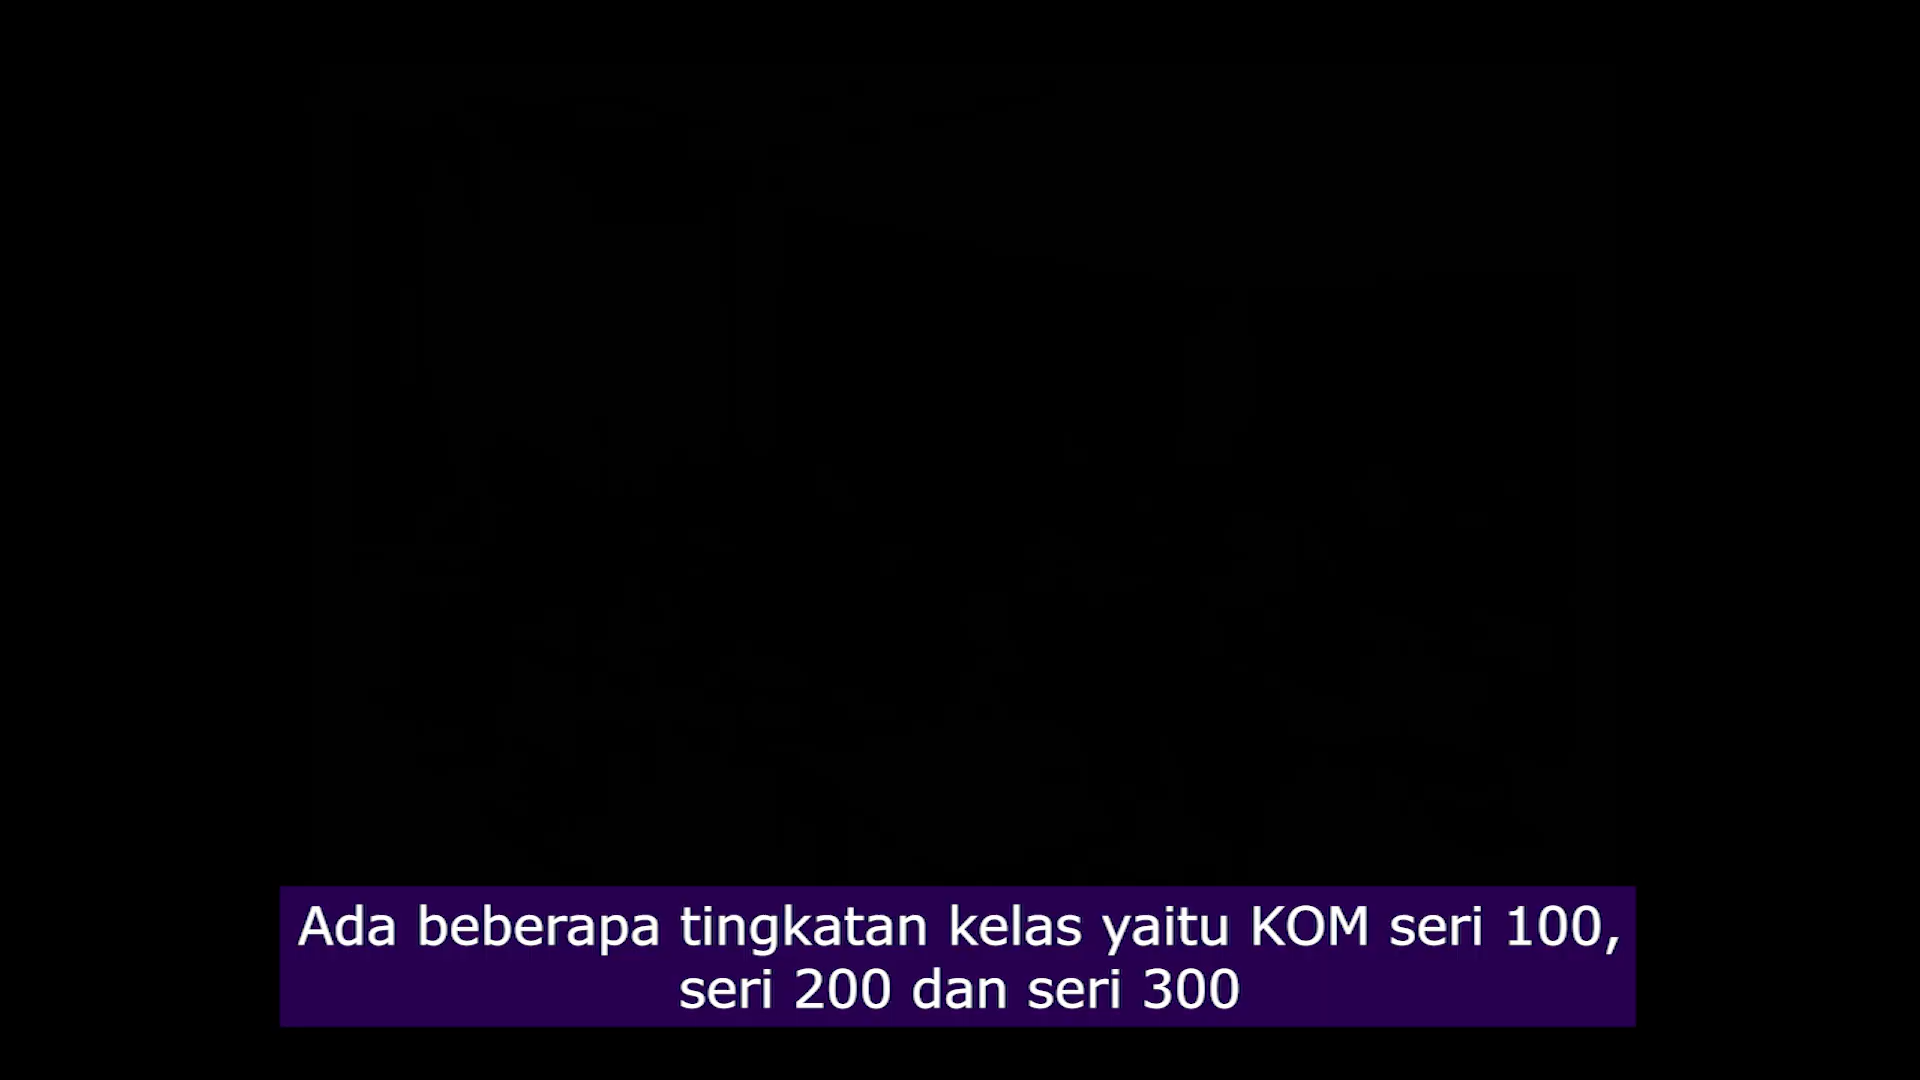 Ada beberapa tingkatan kelas yaitu KOM seri 100,
seri 200 dan seri 300